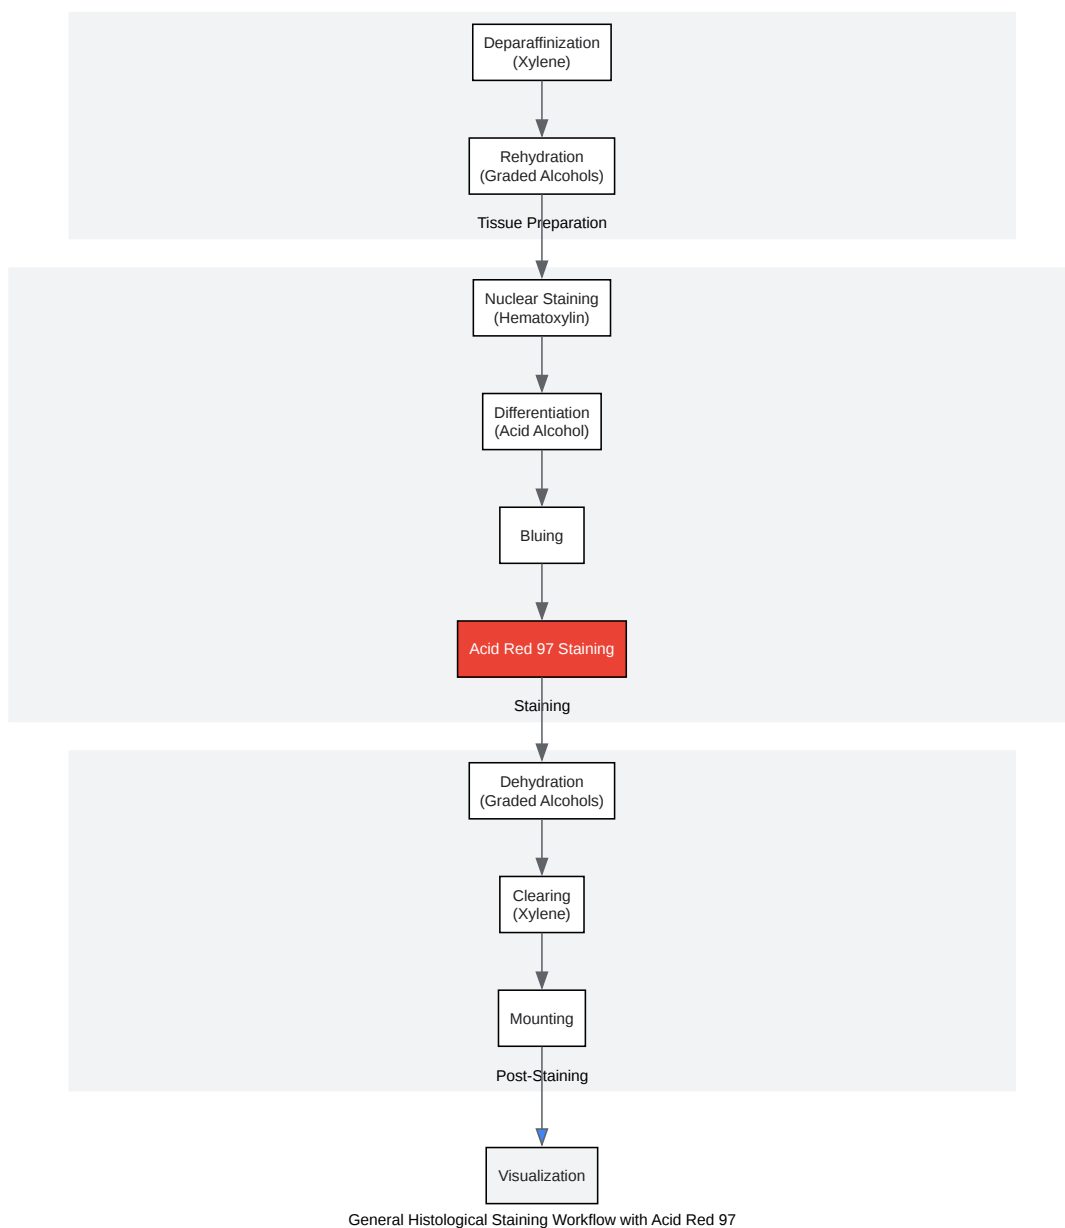 Deparaffinization
(Xylene)
Rehydration
(Graded Alcohols)
Tissue Preparation
Nuclear Staining
(Hematoxylin)
Differentiation
(Acid Alcohol)
Bluing
Acid Red 97 Staining
Staining
Dehydration
(Graded Alcohols)
Clearing
(Xylene)
Mounting
Post-Staining
Visualization
General Histological Staining Workflow with Acid Red 97